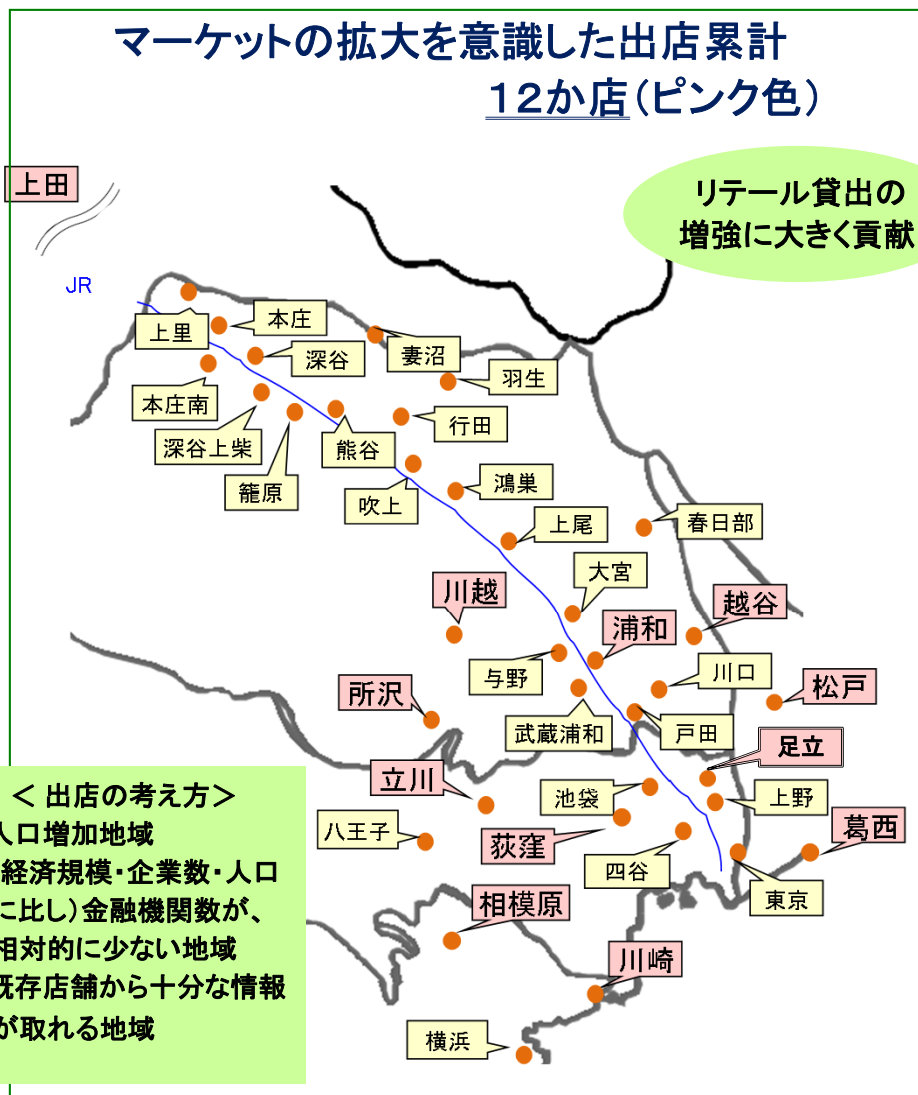 マーケットの拡大を意識した出店累計
１２か店(ピンク色)
上田
リテール貸出の
増強に大きく貢献
JR
上里
本庄
深谷
妻沼
羽生
本庄南
深谷上柴
籠原
熊谷
行田
吹上
鴻巣
上尾
春日部
大宮
川越
浦和
越谷
与野
川口
所沢
武蔵浦和
戸田
松戸
足立
立川
池袋
上野
八王子
荻窪
四谷
葛西
東京
相模原
川崎
横浜
＜出店の考え方＞
人口増加地域
経済規模・企業数・人口
に比し)金融機関数が、
相対的に少ない地域
既存店舗から十分な情報
が取れる地域